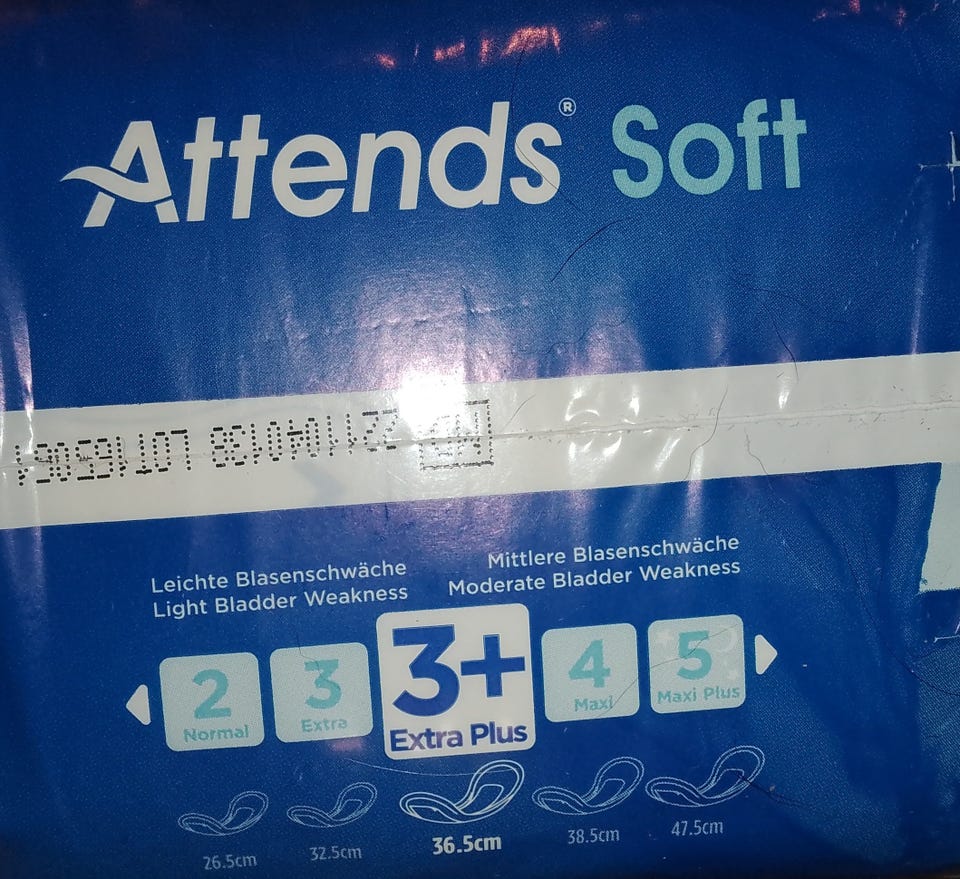 Attends® Soft
Leichte Blasenschwäche
Light Bladder Weakness
Mittlere Blasenschwäche
Moderate Bladder Weakness
2
Normal
3
Extra
3+
Extra Plus
4
Maxi
5
Maxi Plus
26.5cm
32.5cm
36.5cm
38.5cm
47.5cm